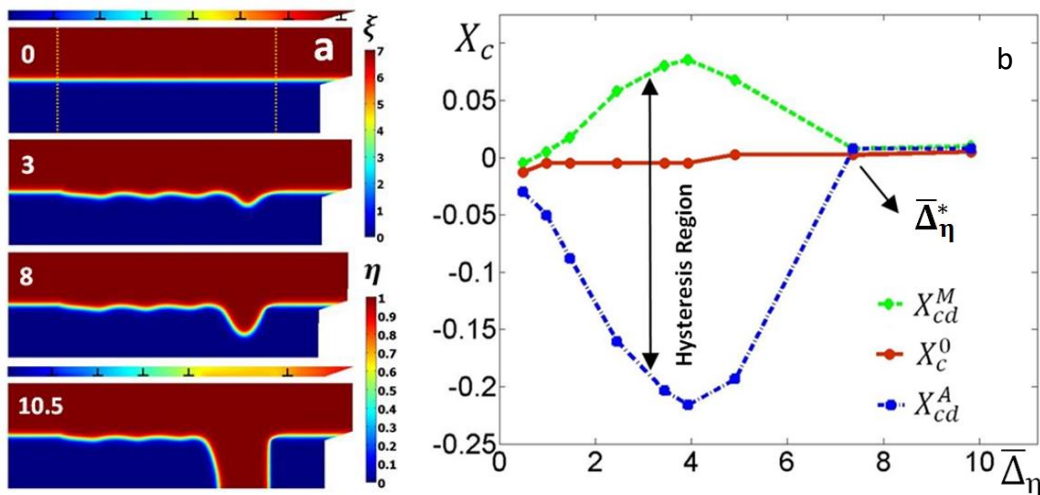 a
ξ
0
7
6
5
4
3
2
1
0
3
8
η
1
0.9
0.8
0.7
0.6
0.5
0.4
0.3
0.2
0.1
0
10.5
b
X_c
0.05
0
-0.05
-0.1
-0.15
-0.2
-0.25
Hysteresis Region
Δ̅*_η
X^M_cd
X^0_c
X^A_cd
0 2 4 6 8 10 Δ̅_η